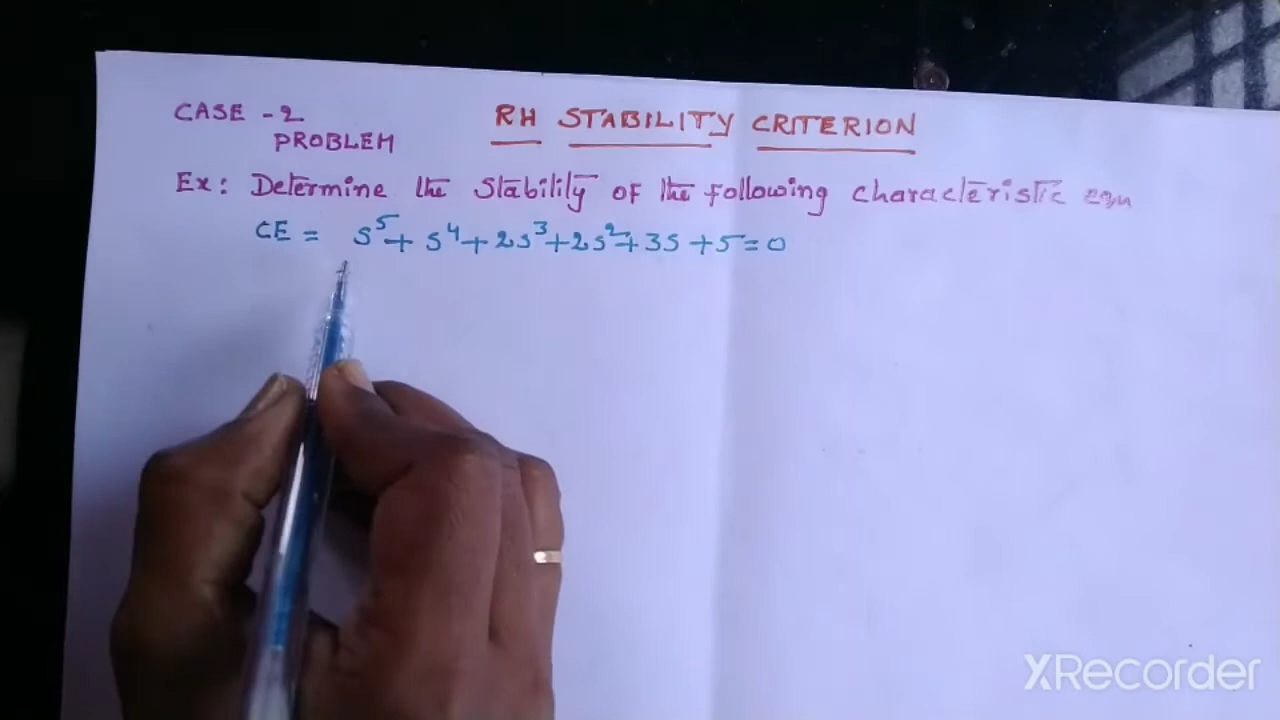 CASE - 2
PROBLEM
RH STABILITY CRITERION
Ex: Determine the Stability of the following characteristic eqn
CE = s⁵ + s⁴ + 2s³ + 2s² + 3s + 5 = 0
XRecorder